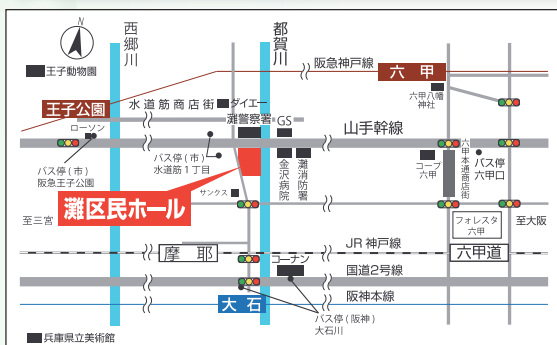 N
西郷川
都賀川
阪急神戸線
六甲
王子動物園
王子公園
水道筋商店街
ダイエー
六甲八幡
神社
灘警察署
GS
ローソン
山手幹線
バス停(市)
阪急王子公園
バス停(市)
水道筋1丁目
金沢病院
灘消防署
コープ
六甲
六甲本通商店街
バス停
六甲口
サンクス
灘区民ホール
至三宮
フォレスタ
六甲
至大阪
JR神戸線
摩耶
六甲道
コーナン
国道2号線
大石
阪神本線
バス停(阪神)
大石川
兵庫県立美術館